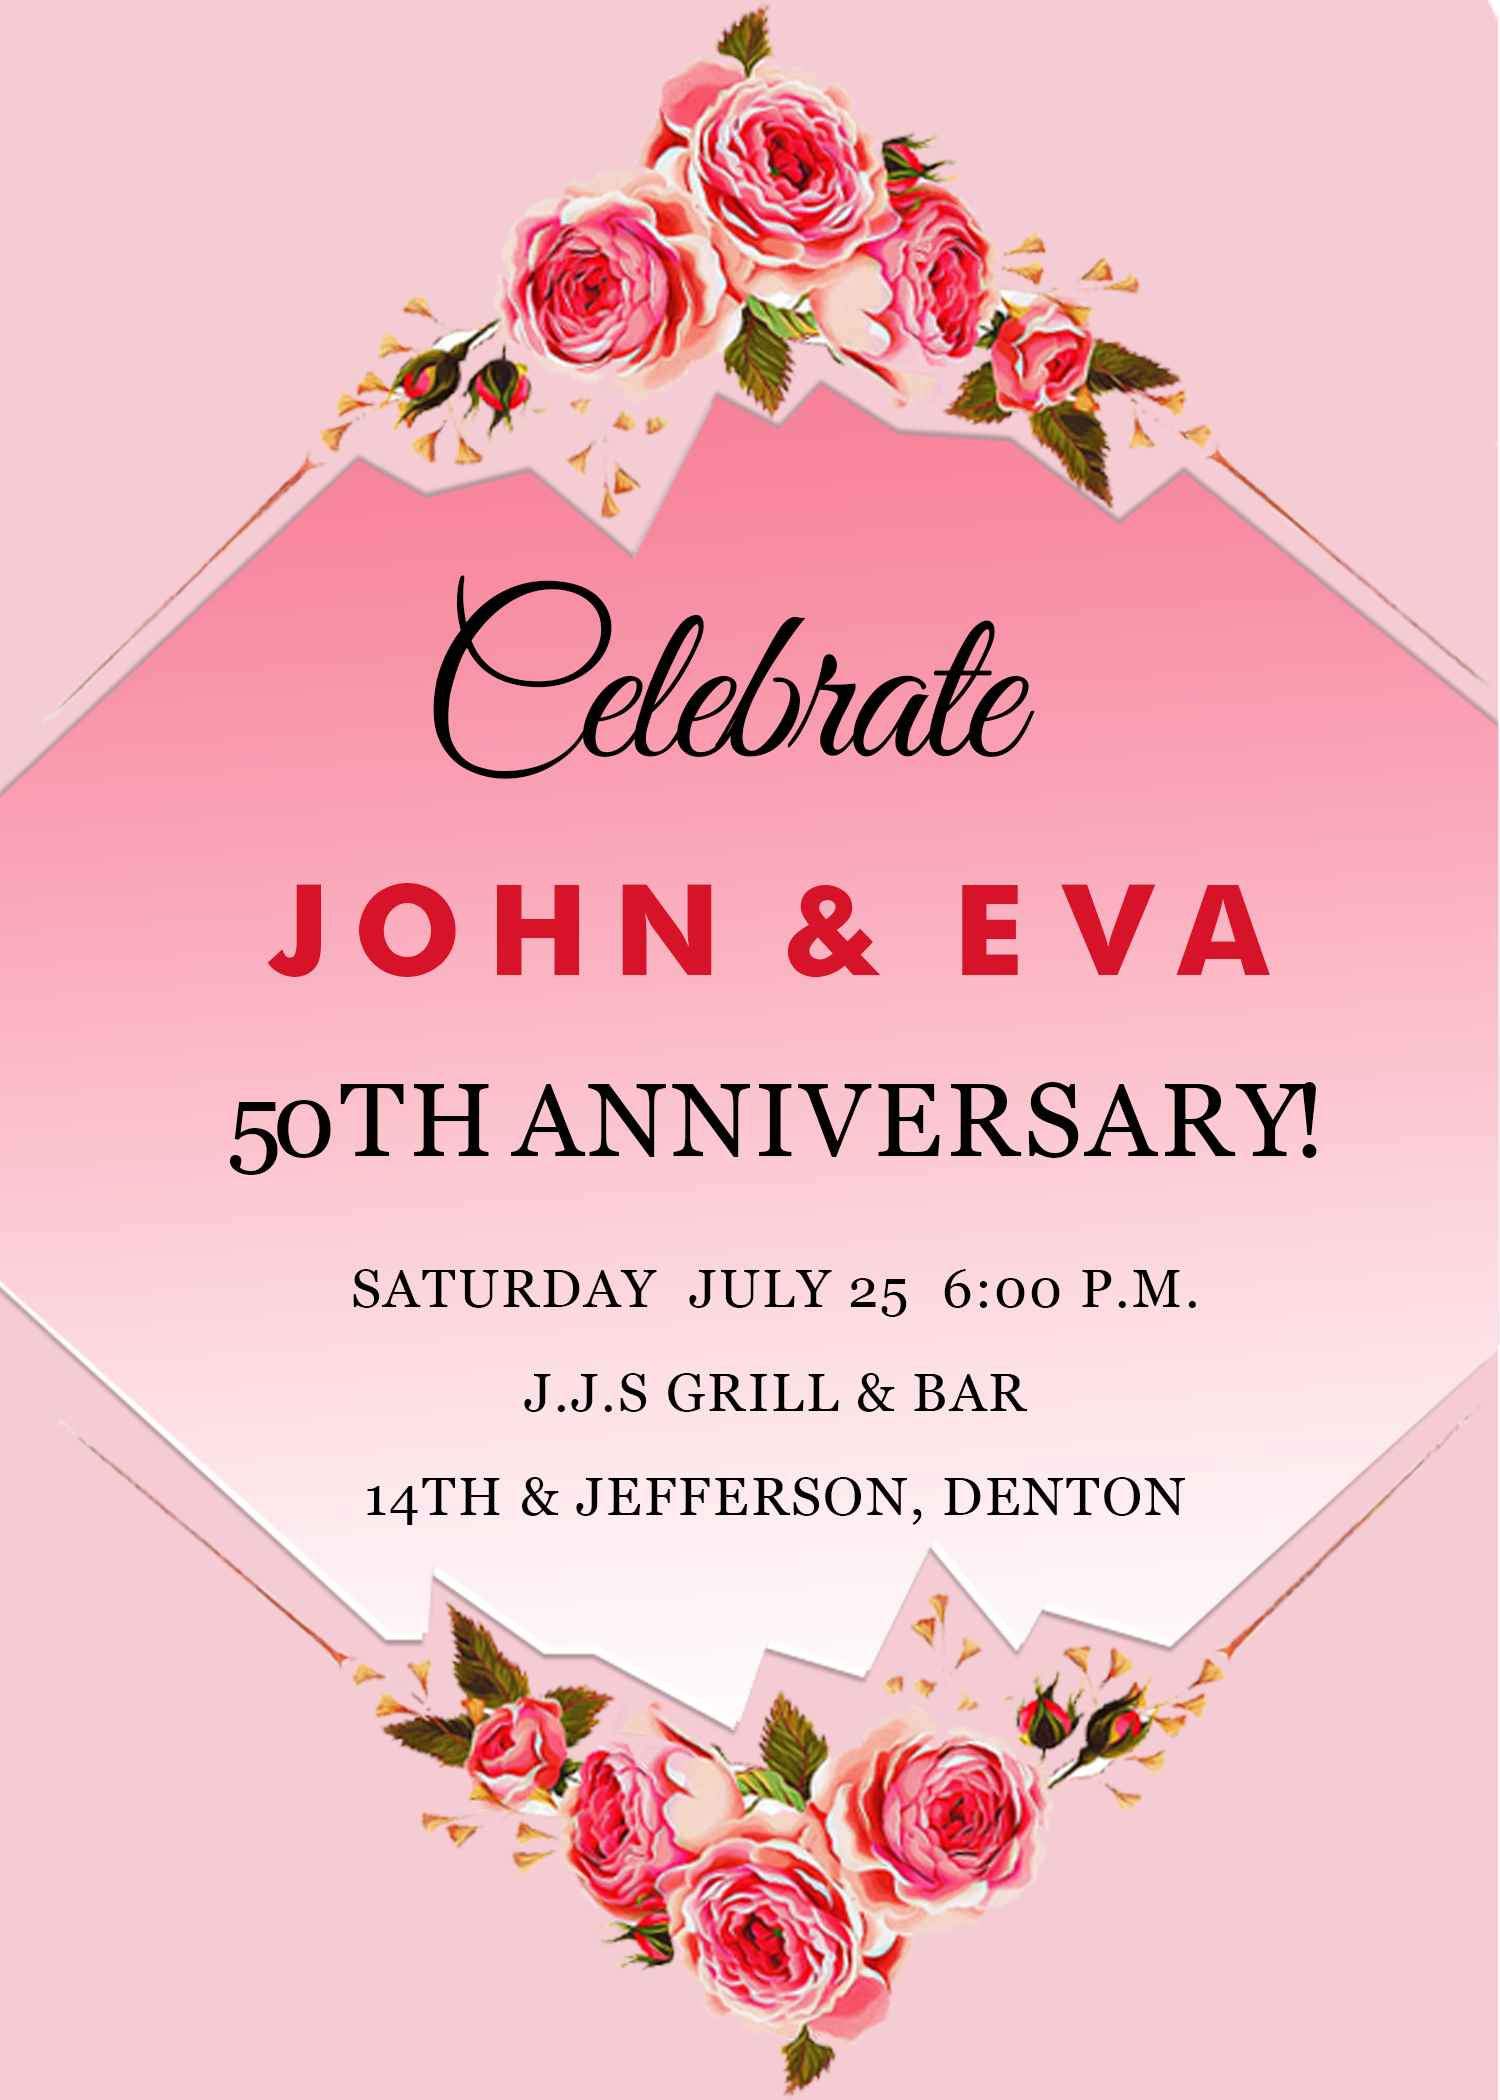 Celebrate
JOHN & EVA
50TH ANNIVERSARY!
SATURDAY JULY 25 6:00 P.M.
J.J.S GRILL & BAR
14TH & JEFFERSON, DENTON